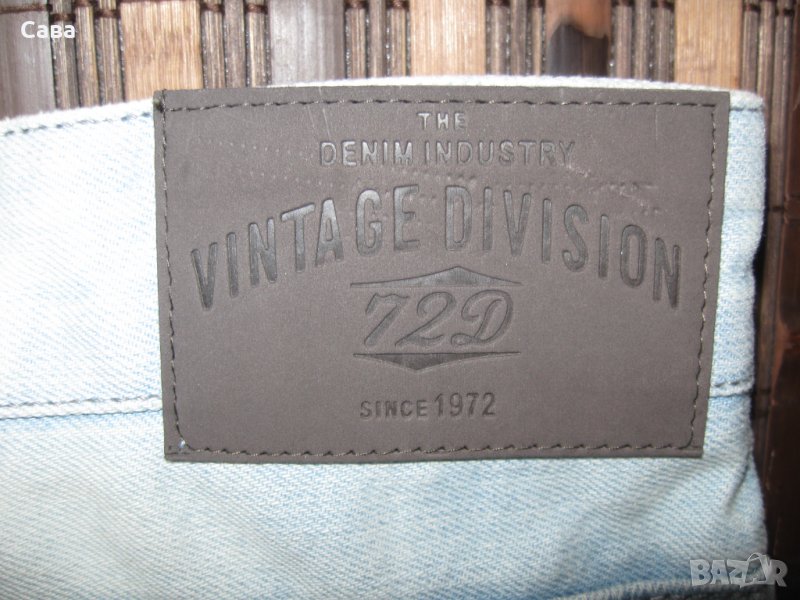 Сава
THE
DENIM INDUSTRY
VINTAGE DIVISION
72D
SINCE 1972
BAZAR